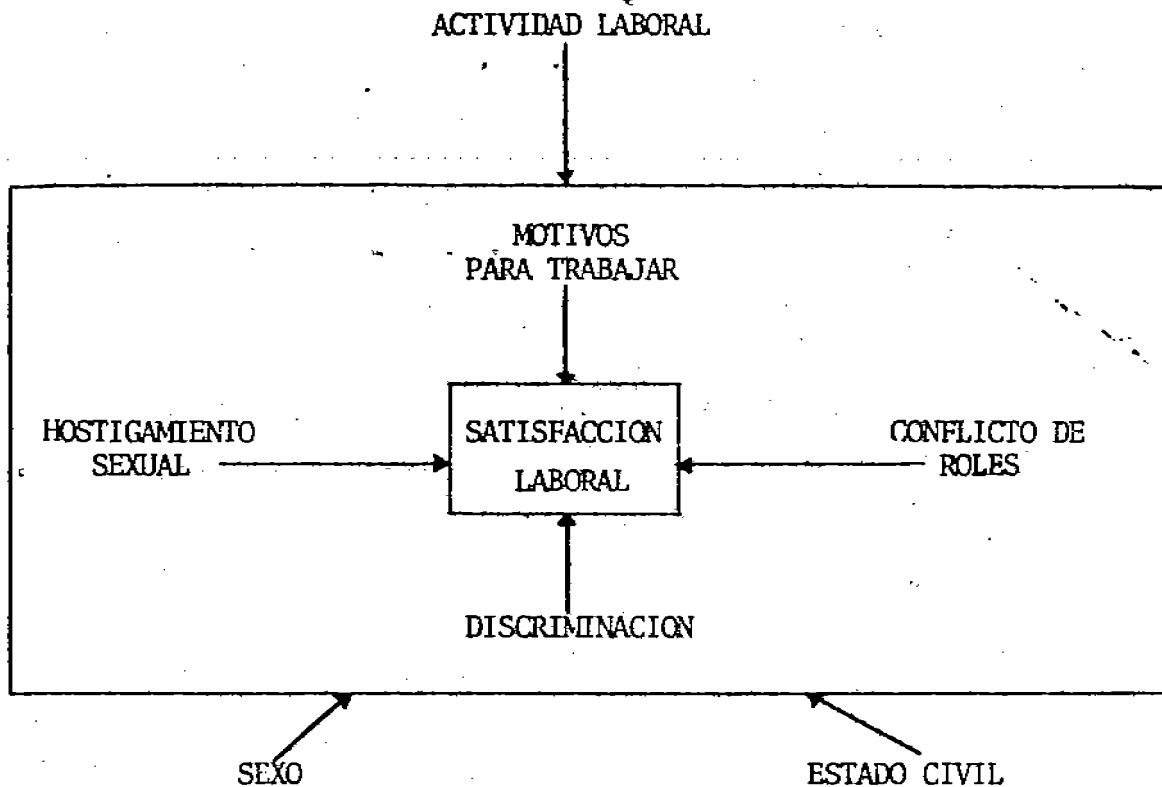 ACTIVIDAD LABORAL
MOTIVOS
PARA TRABAJAR
HOSTIGAMIENTO
SEXUAL
SATISFACCION
LABORAL
CONFLICTO DE
ROLES
DISCRIMINACION
SEXO
ESTADO CIVIL